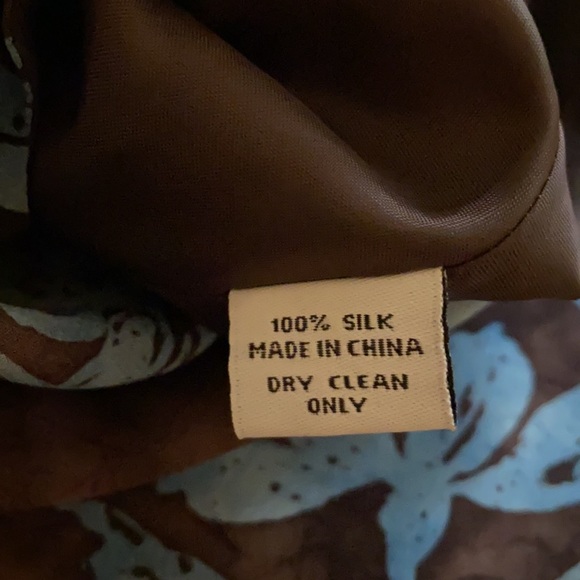 100% SILK
MADE IN CHINA
DRY CLEAN
ONLY